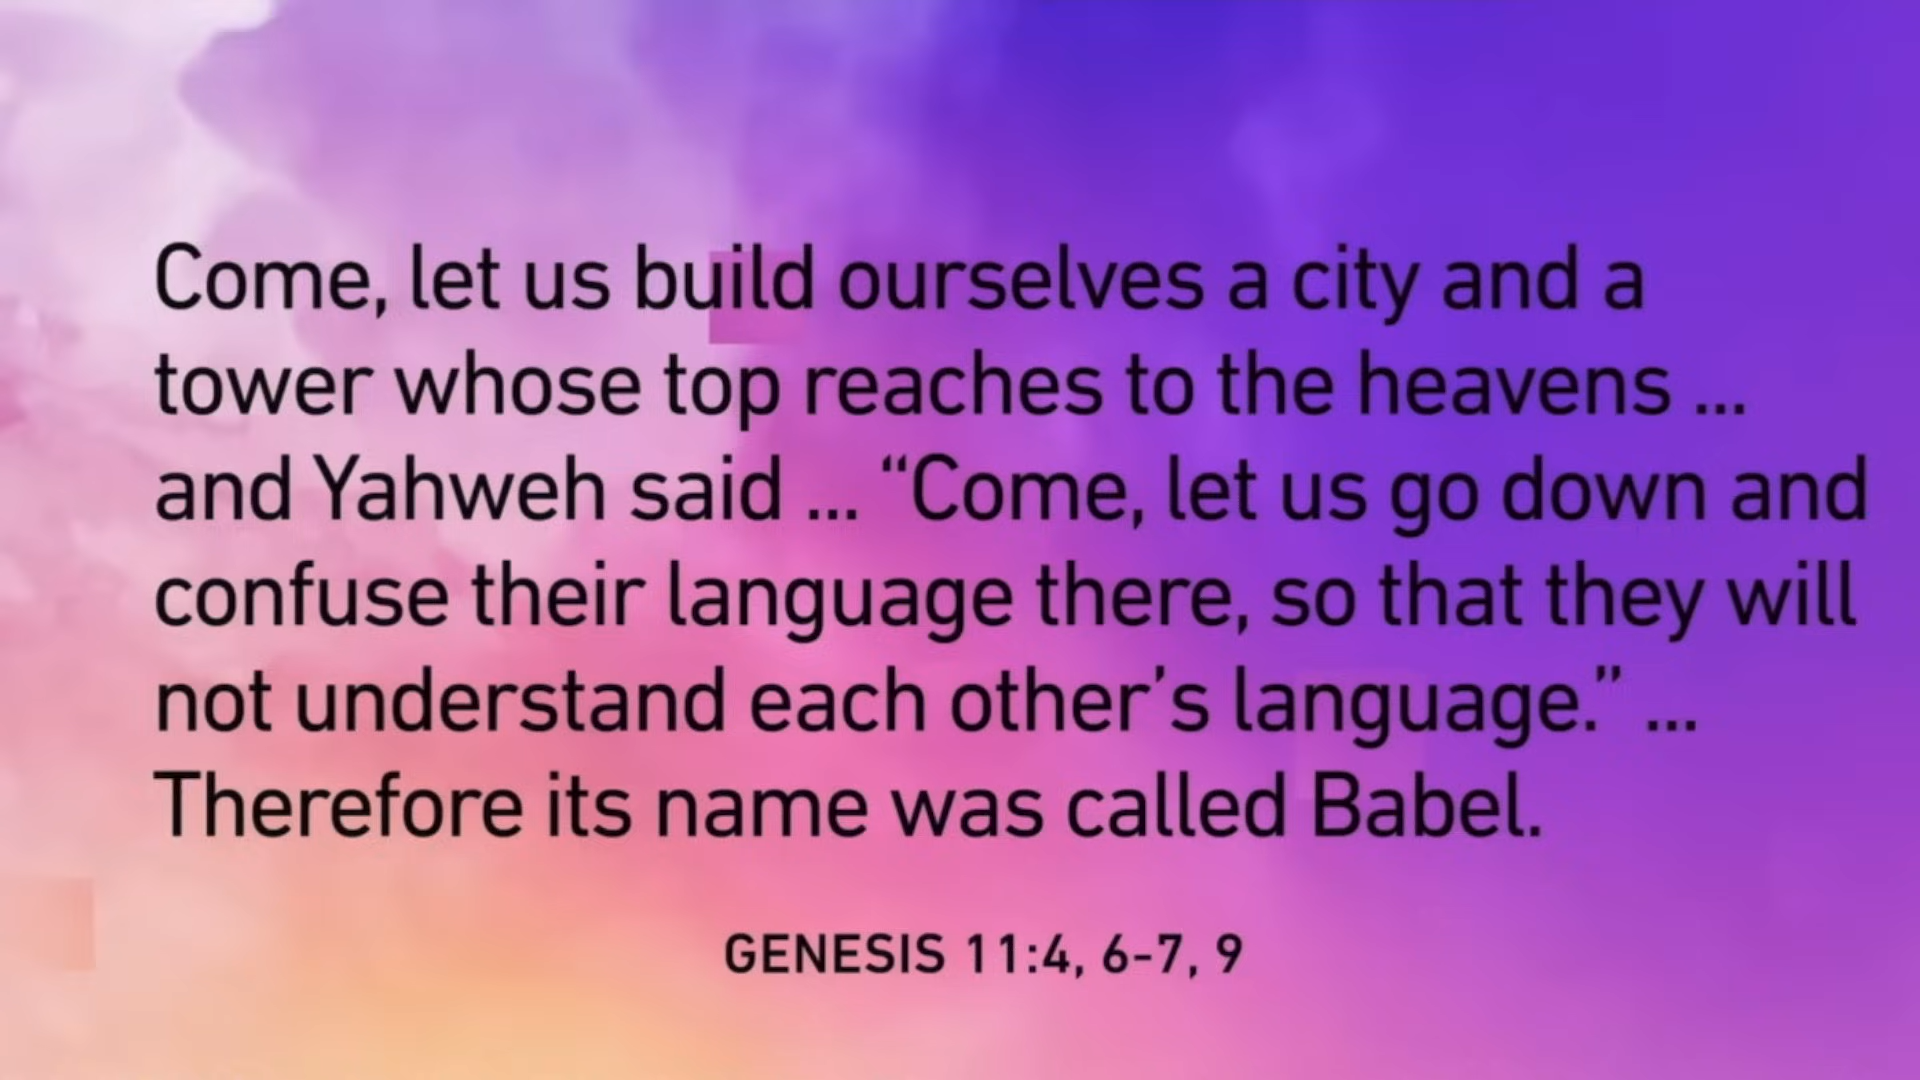 Come, let us build ourselves a city and a
tower whose top reaches to the heavens ...
and Yahweh said ... “Come, let us go down and
confuse their language there, so that they will
not understand each other’s language.” ...
Therefore its name was called Babel.
GENESIS 11:4, 6-7, 9